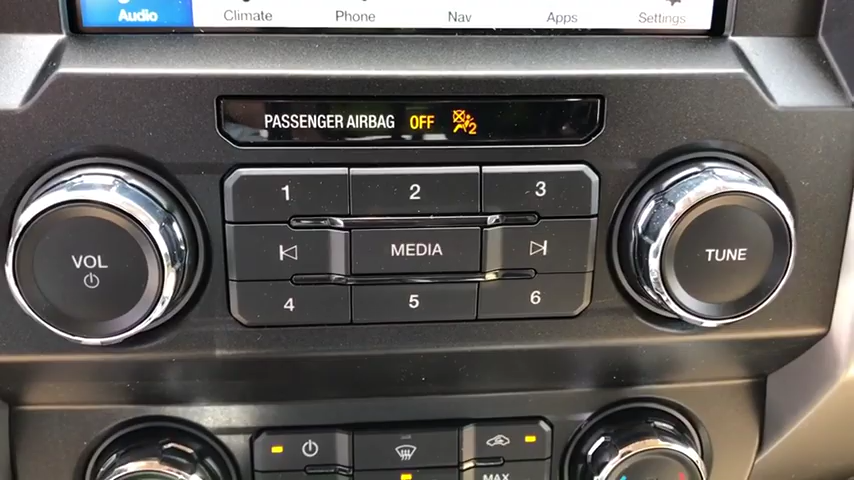 Audio Climate Phone Nav Apps Settings
PASSENGER AIRBAG OFF 2
1 2 3
VOL MEDIA TUNE
4 5 6
MAX